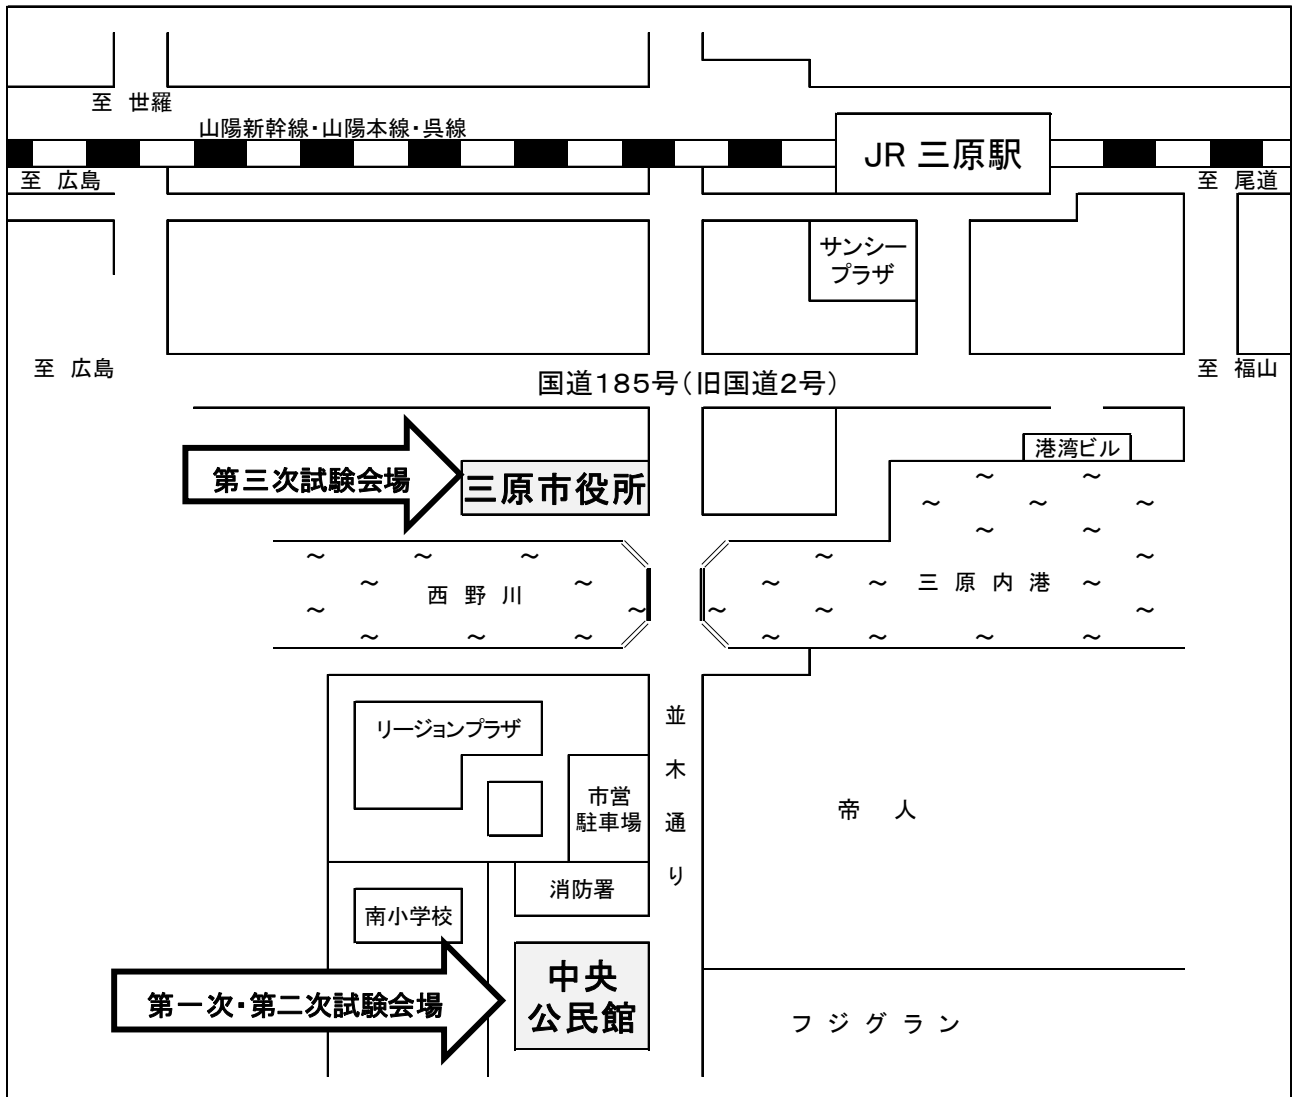 至 世羅
山陽新幹線・山陽本線・呉線
JR 三原駅
至 広島
至 尾道
サンシー
プラザ
至 広島
至 福山
国道185号(旧国道2号)
港湾ビル
第三次試験会場
三原市役所
西野川
三原内港
リージョンプラザ
並木通り
市営
駐車場
帝人
消防署
南小学校
中央
公民館
第一次・第二次試験会場
フジグラン